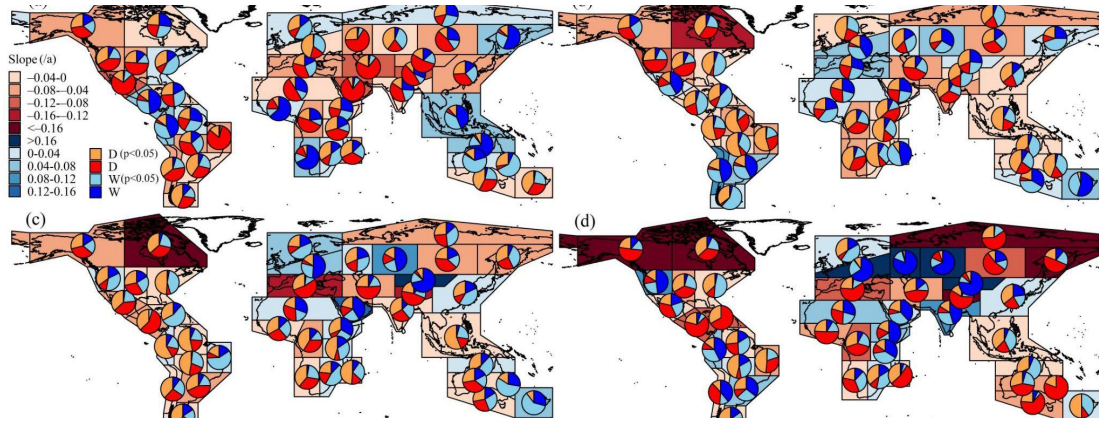 Slope (/a)
−0.04-0
−0.08-−0.04
−0.12-−0.08
−0.16-−0.12
<−0.16
>0.16
0-0.04
0.04-0.08
0.08-0.12
0.12-0.16
D (p<0.05)
D
W (p<0.05)
W
(c)
(d)